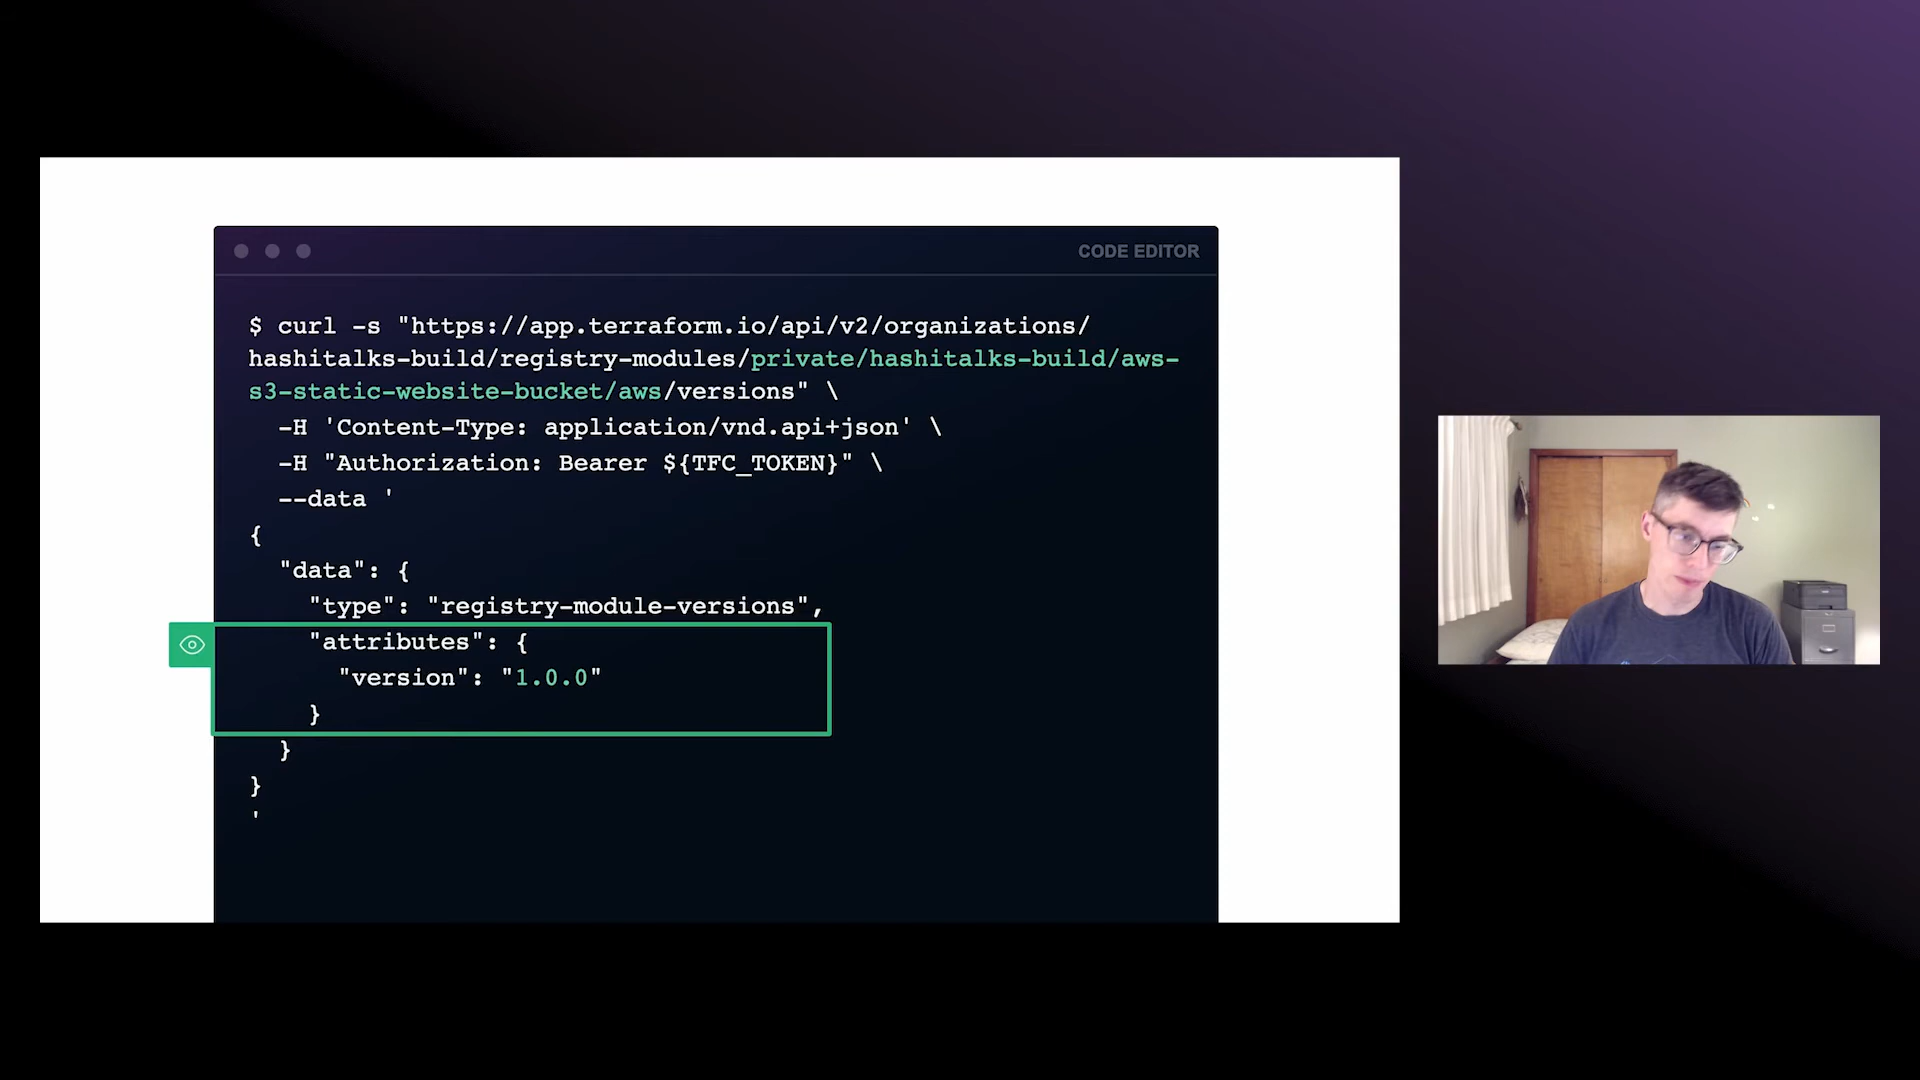 CODE EDITOR
$ curl -s "https://app.terraform.io/api/v2/organizations/
hashitalks-build/registry-modules/private/hashitalks-build/aws-
s3-static-website-bucket/aws/versions" \
  -H 'Content-Type: application/vnd.api+json' \
  -H "Authorization: Bearer ${TFC_TOKEN}" \
  --data '
{
  "data": {
    "type": "registry-module-versions",
    "attributes": {
      "version": "1.0.0"
    }
  }
}
'